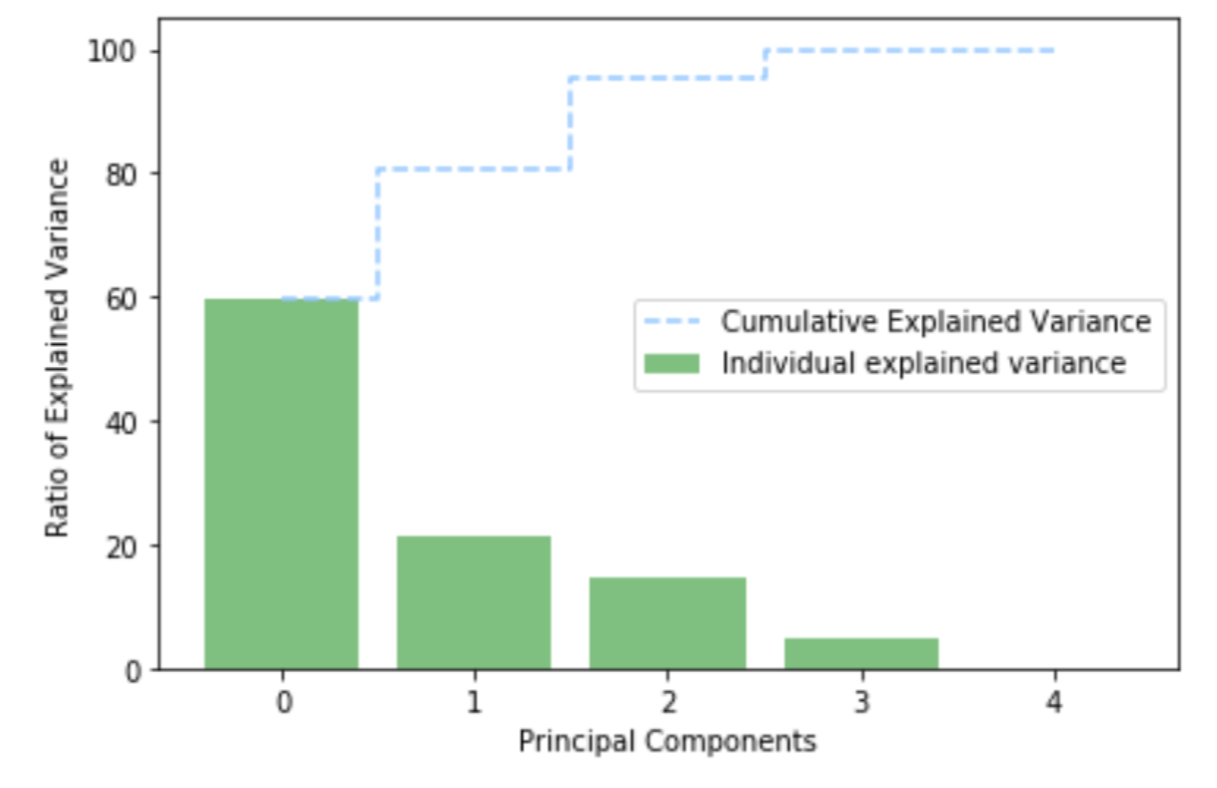 100
80
60
40
20
0
Ratio of Explained Variance
Cumulative Explained Variance
Individual explained variance
0 1 2 3 4
Principal Components